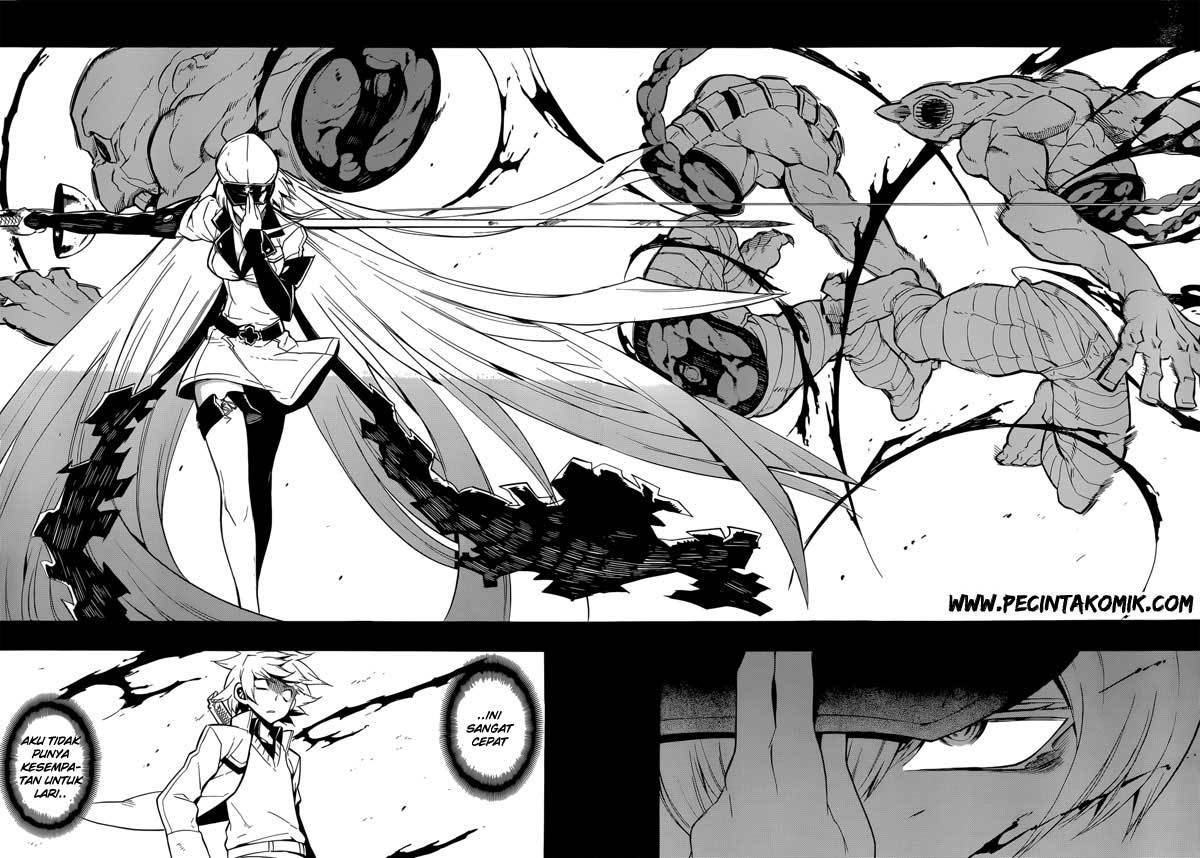 WWW.PECINTAKOMIK.COM
..INI
SANGAT
CEPAT
AKU TIDAK
PUNYA
KESEMPA-
TAN UNTUK
LARI..